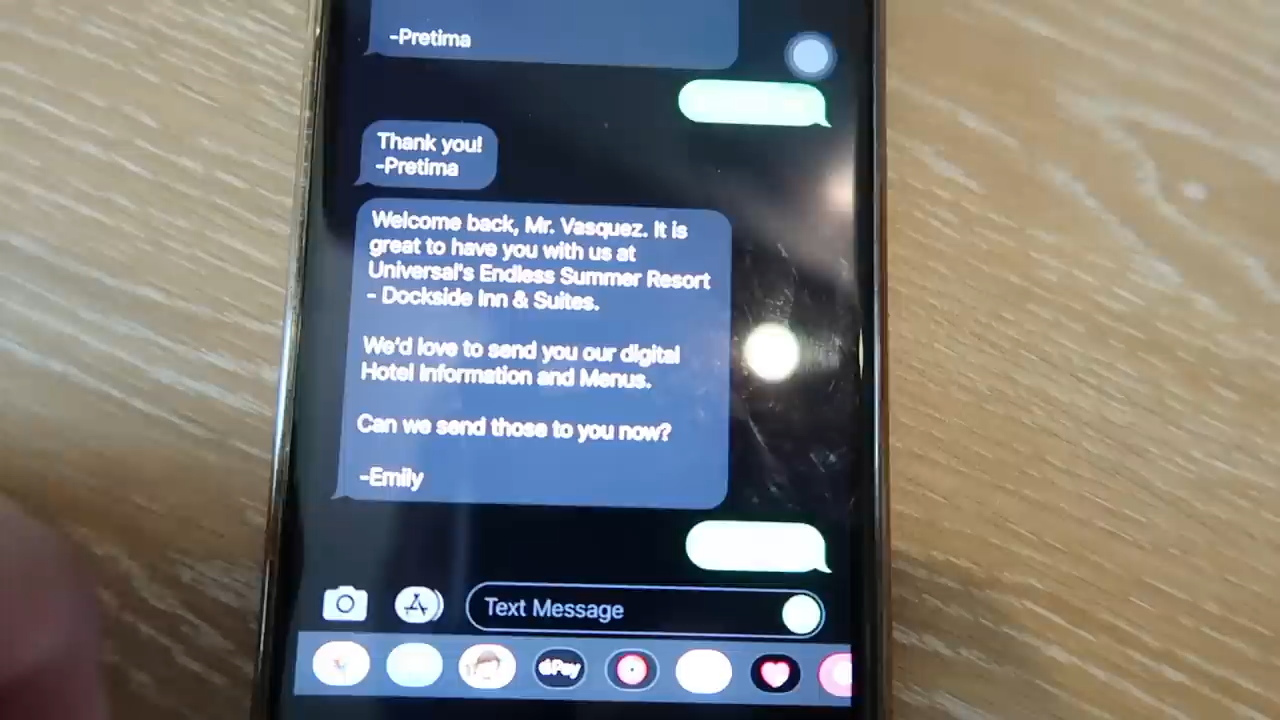 -Pretima
Thank you!
-Pretima
Welcome back, Mr. Vasquez. It is
great to have you with us at
Universal's Endless Summer Resort
- Dockside Inn & Suites.
We'd love to send you our digital
Hotel Information and Menus.
Can we send those to you now?
-Emily
Text Message
Pay